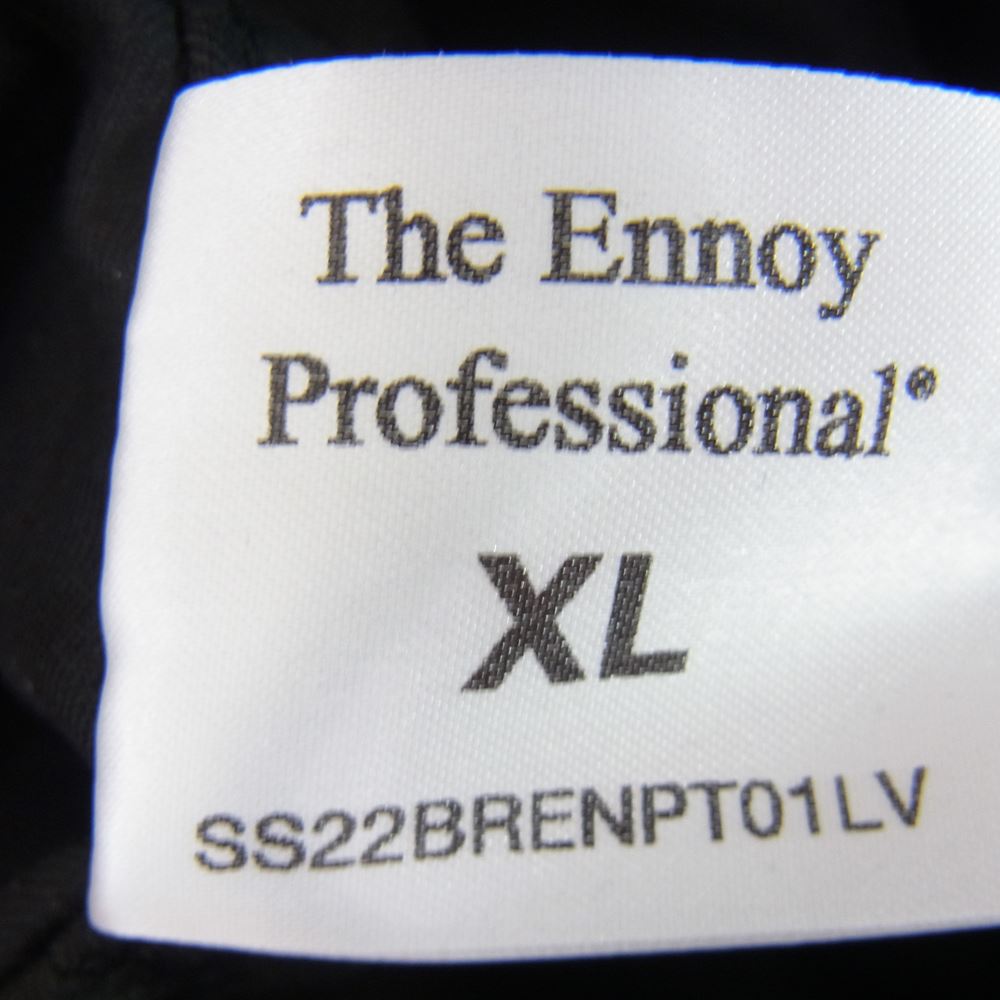 The Ennoy
Professional®
XL
SS22BRENPT01LV